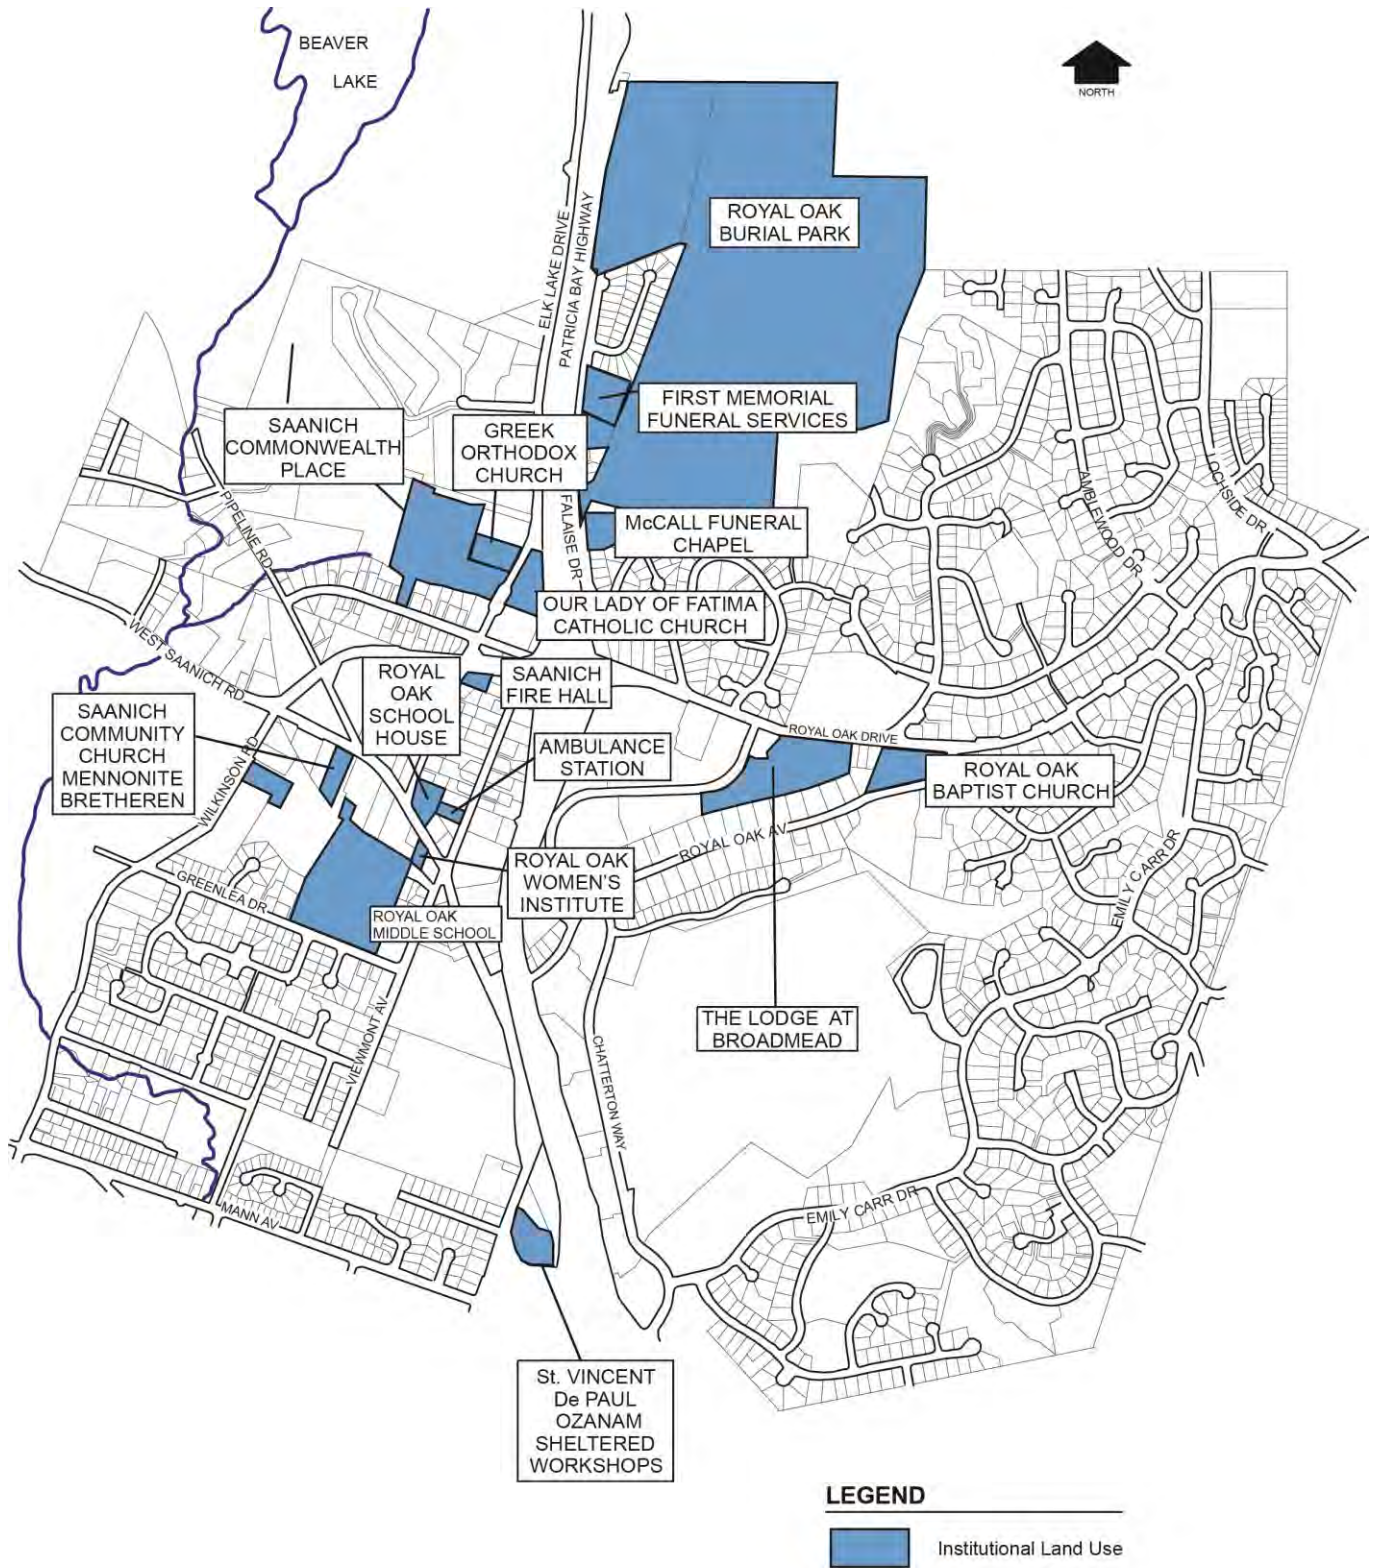 BEAVER
LAKE
NORTH
ELK LAKE DRIVE
PATRICIA BAY HIGHWAY
ROYAL OAK
BURIAL PARK
SAANICH
COMMONWEALTH
PLACE
GREEK
ORTHODOX
CHURCH
FIRST MEMORIAL
FUNERAL SERVICES
PIPELINE RD
FALAISE DR
McCALL FUNERAL
CHAPEL
AMBLEWOOD DR
LOCHSIDE DR
OUR LADY OF FATIMA
CATHOLIC CHURCH
WEST SAANICH RD
ROYAL
OAK
SCHOOL
HOUSE
SAANICH
FIRE HALL
SAANICH
COMMUNITY
CHURCH
MENNONITE
BRETHEREN
WILKINSON RD
AMBULANCE
STATION
ROYAL OAK DRIVE
ROYAL OAK
BAPTIST CHURCH
ROYAL OAK AV
ROYAL OAK
WOMEN'S
INSTITUTE
GREENLEA DR
ROYAL OAK
MIDDLE SCHOOL
EMILY CARR DR
THE LODGE AT
BROADMEAD
VIEWMONT AV
CHATTERTON WAY
EMILY CARR DR
MANN AV
St. VINCENT
De PAUL
OZANAM
SHELTERED
WORKSHOPS
LEGEND
Institutional Land Use